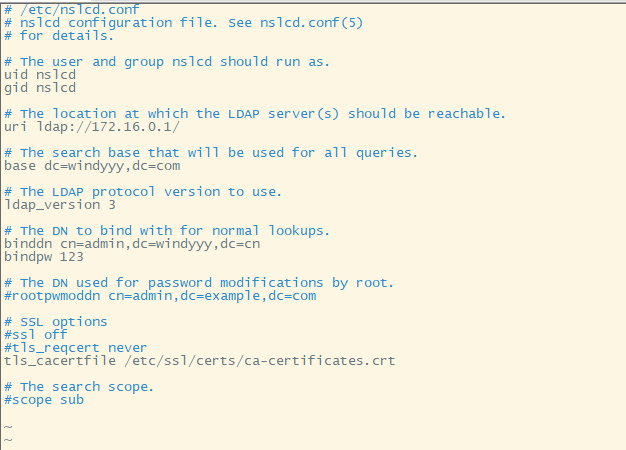 # /etc/nslcd.conf
# nslcd configuration file. See nslcd.conf(5)
# for details.
# The user and group nslcd should run as.
uid nslcd
gid nslcd
# The location at which the LDAP server(s) should be reachable.
uri ldap://172.16.0.1/
# The search base that will be used for all queries.
base dc=windyyy,dc=com
# The LDAP protocol version to use.
ldap_version 3
# The DN to bind with for normal lookups.
binddn cn=admin,dc=windyyy,dc=cn
bindpw 123
# The DN used for password modifications by root.
#rootpwmoddn cn=admin,dc=example,dc=com
# SSL options
#ssl off
#tls_reqcert never
tls_cacertfile /etc/ssl/certs/ca-certificates.crt
# The search scope.
#scope sub
~
~